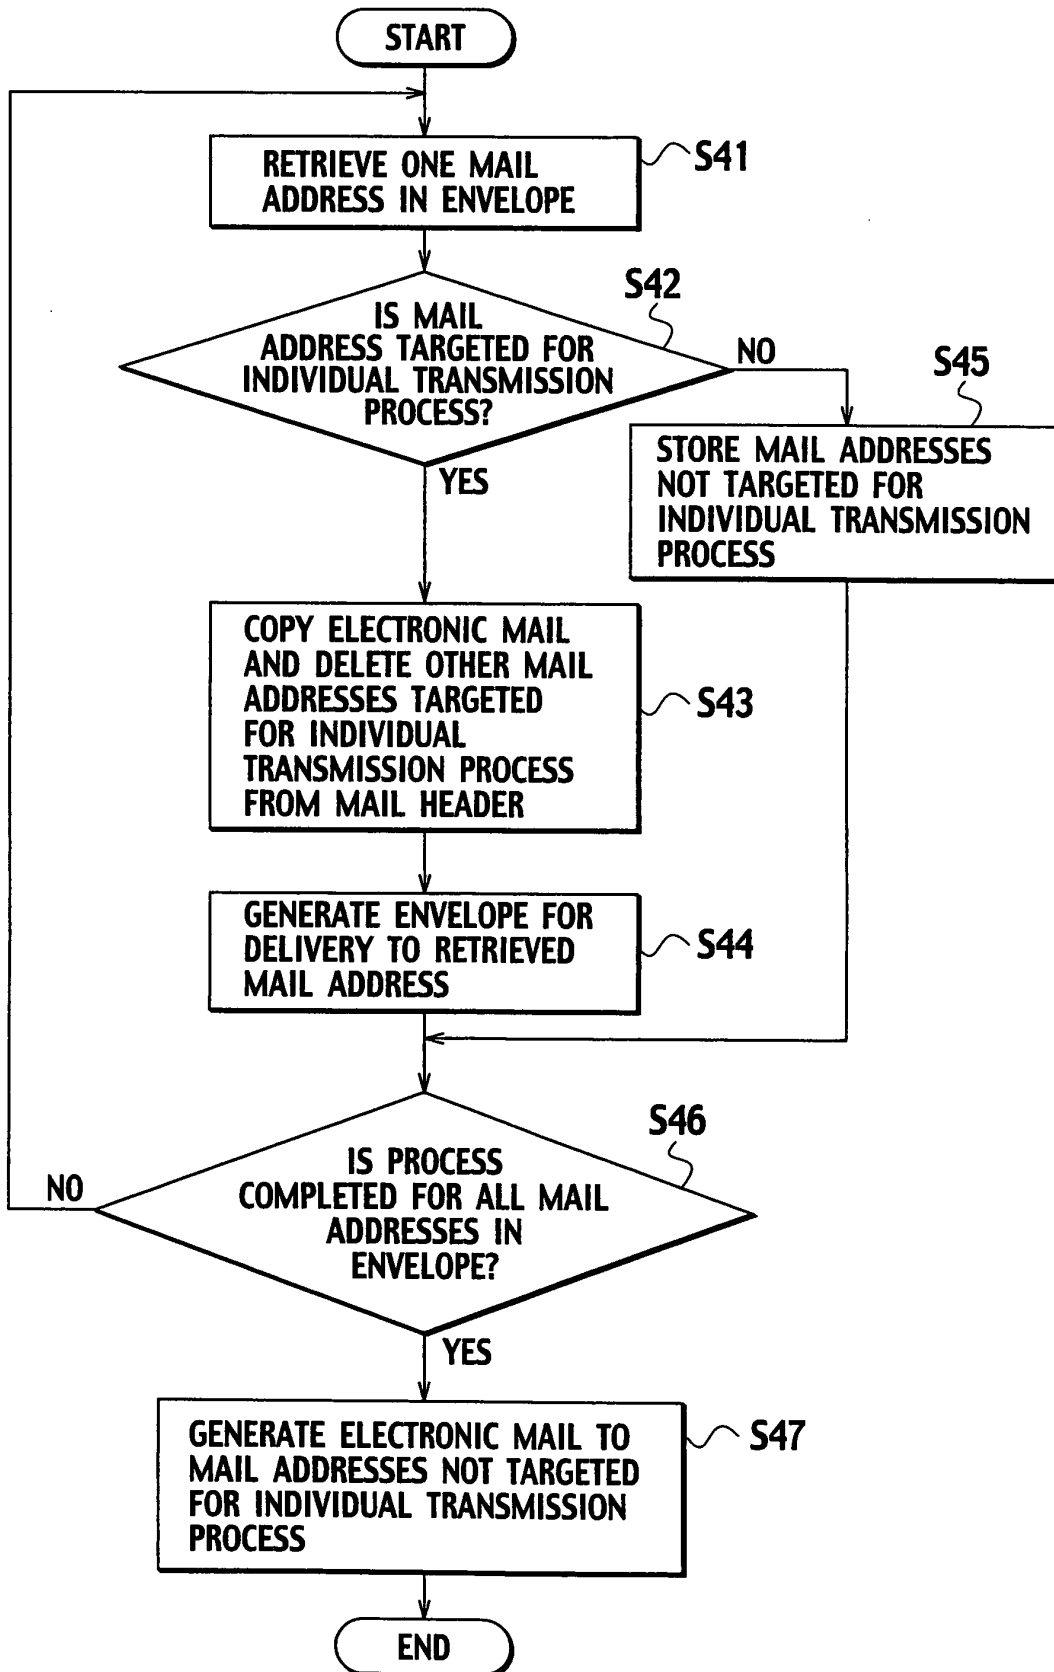 START
RETRIEVE ONE MAIL
ADDRESS IN ENVELOPE
S41
S42
IS MAIL
ADDRESS TARGETED FOR
INDIVIDUAL TRANSMISSION
PROCESS?
NO
YES
S45
STORE MAIL ADDRESSES
NOT TARGETED FOR
INDIVIDUAL TRANSMISSION
PROCESS
COPY ELECTRONIC MAIL
AND DELETE OTHER MAIL
ADDRESSES TARGETED
FOR INDIVIDUAL
TRANSMISSION PROCESS
FROM MAIL HEADER
S43
GENERATE ENVELOPE FOR
DELIVERY TO RETRIEVED
MAIL ADDRESS
S44
S46
IS PROCESS
COMPLETED FOR ALL MAIL
ADDRESSES IN
ENVELOPE?
NO
YES
GENERATE ELECTRONIC MAIL TO
MAIL ADDRESSES NOT TARGETED
FOR INDIVIDUAL TRANSMISSION
PROCESS
S47
END